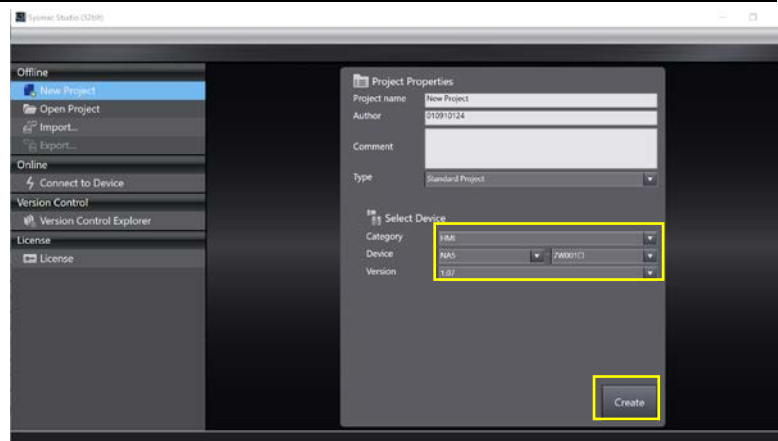 Sysmac Studio (32bit)
Offline
New Project
Open Project
Import...
Export...
Online
Connect to Device
Version Control
Version Control Explorer
License
License
Project Properties
Project name New Project
Author 010910124
Comment
Type Standard Project
Select Device
Category HMI
Device NA5 - 7W001□
Version 1.07
Create